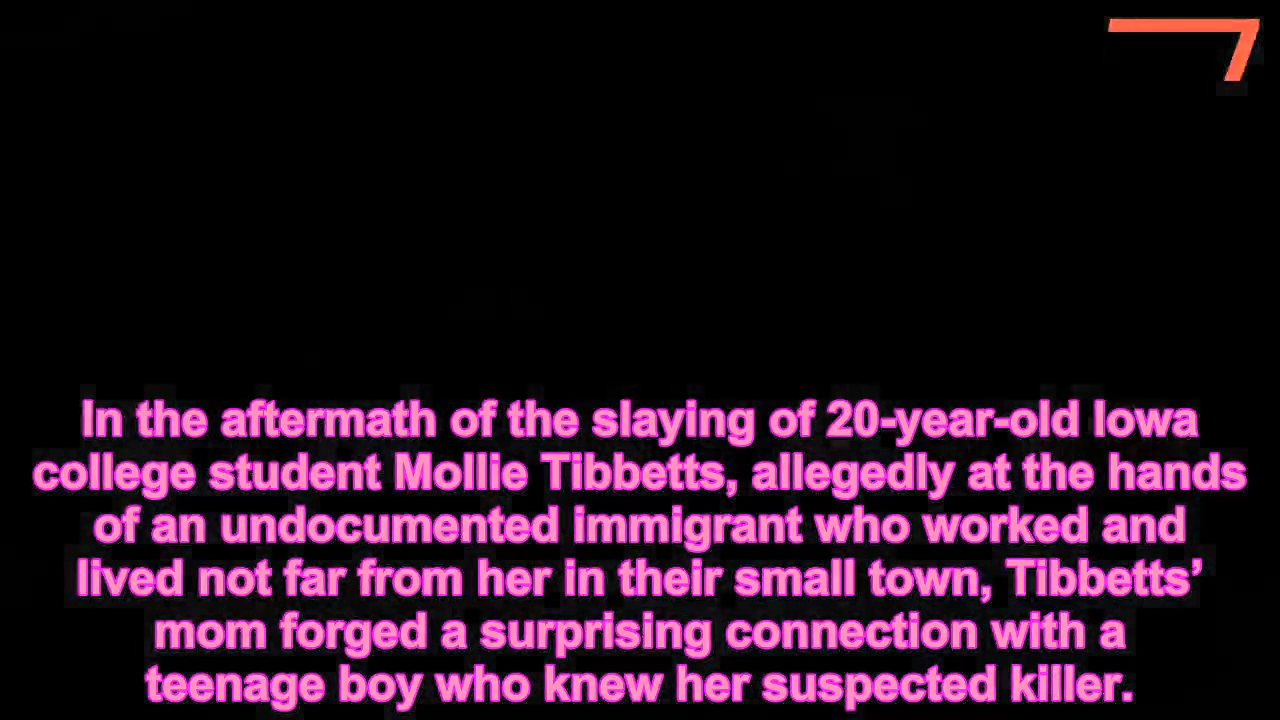 In the aftermath of the slaying of 20-year-old Iowa
college student Mollie Tibbetts, allegedly at the hands
of an undocumented immigrant who worked and
lived not far from her in their small town, Tibbetts’
mom forged a surprising connection with a
teenage boy who knew her suspected killer.